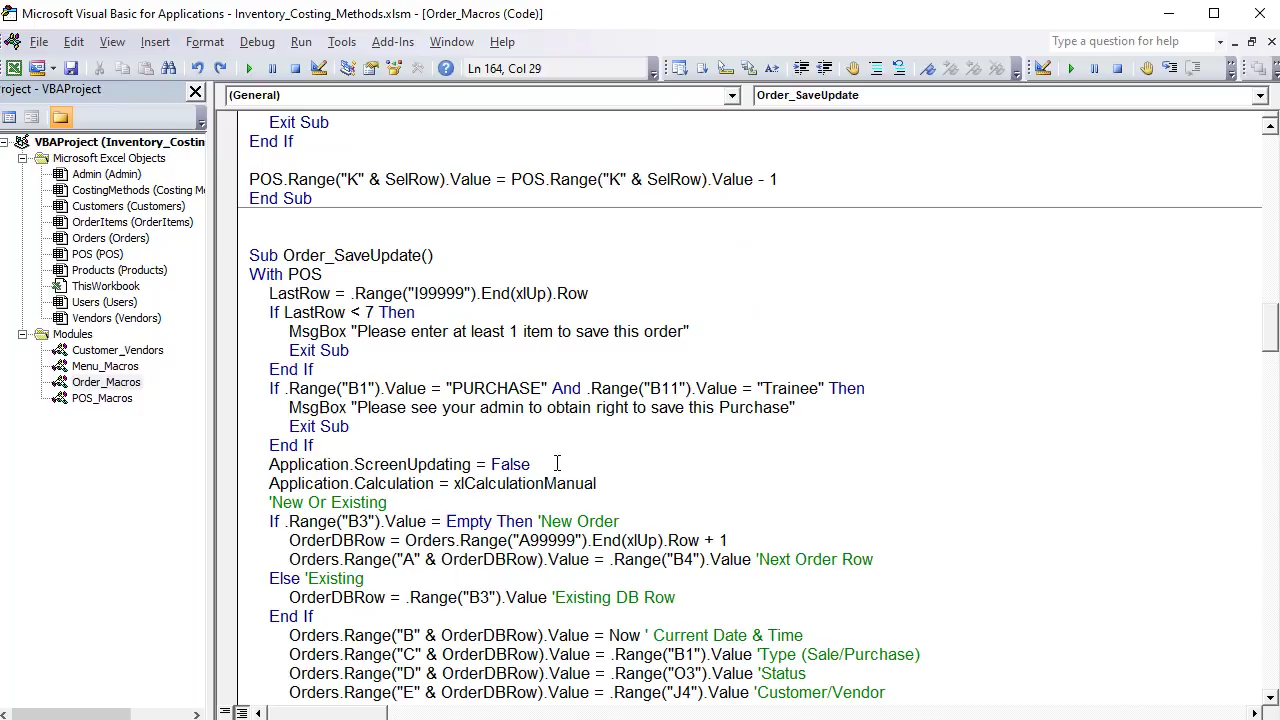 Microsoft Visual Basic for Applications - Inventory_Costing_Methods.xlsm - [Order_Macros (Code)]
File Edit View Insert Format Debug Run Tools Add-Ins Window Help
Type a question for help
Ln 164, Col 29
roject - VBAProject
(General)
Order_SaveUpdate
VBAProject (Inventory_Costin
Microsoft Excel Objects
Admin (Admin)
CostingMethods (Costing Me
Customers (Customers)
OrderItems (OrderItems)
Orders (Orders)
POS (POS)
Products (Products)
ThisWorkbook
Users (Users)
Vendors (Vendors)
Modules
Customer_Vendors
Menu_Macros
Order_Macros
POS_Macros
Exit Sub
End If
POS.Range("K" & SelRow).Value = POS.Range("K" & SelRow).Value - 1
End Sub
Sub Order_SaveUpdate()
With POS
LastRow = .Range("I99999").End(xlUp).Row
If LastRow < 7 Then
MsgBox "Please enter at least 1 item to save this order"
Exit Sub
End If
If .Range("B1").Value = "PURCHASE" And .Range("B11").Value = "Trainee" Then
MsgBox "Please see your admin to obtain right to save this Purchase"
Exit Sub
End If
Application.ScreenUpdating = False
Application.Calculation = xlCalculationManual
'New Or Existing
If .Range("B3").Value = Empty Then 'New Order
OrderDBRow = Orders.Range("A99999").End(xlUp).Row + 1
Orders.Range("A" & OrderDBRow).Value = .Range("B4").Value 'Next Order Row
Else 'Existing
OrderDBRow = .Range("B3").Value 'Existing DB Row
End If
Orders.Range("B" & OrderDBRow).Value = Now ' Current Date & Time
Orders.Range("C" & OrderDBRow).Value = .Range("B1").Value 'Type (Sale/Purchase)
Orders.Range("D" & OrderDBRow).Value = .Range("O3").Value 'Status
Orders.Range("E" & OrderDBRow).Value = .Range("J4").Value 'Customer/Vendor